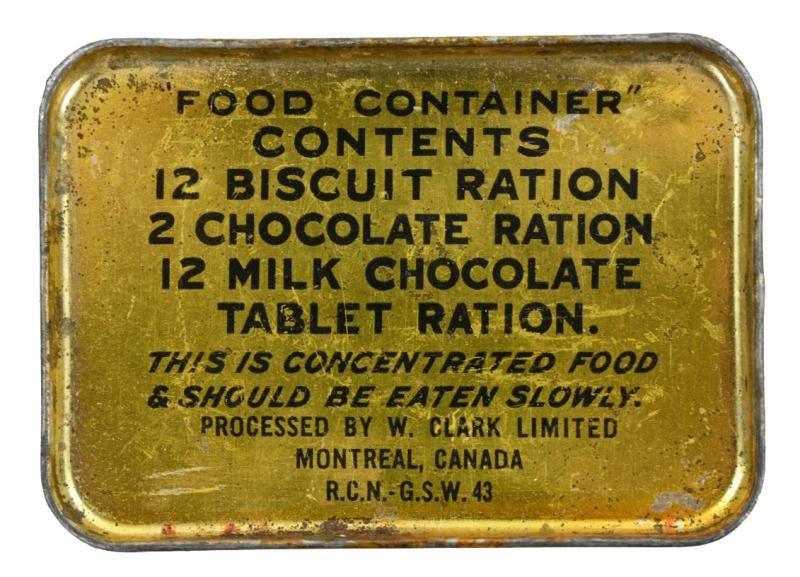 "FOOD CONTAINER"
CONTENTS
12 BISCUIT RATION
2 CHOCOLATE RATION
12 MILK CHOCOLATE
TABLET RATION.
THIS IS CONCENTRATED FOOD
& SHOULD BE EATEN SLOWLY.
PROCESSED BY W. CLARK LIMITED
MONTREAL, CANADA
R.C.N.-G.S.W. 43